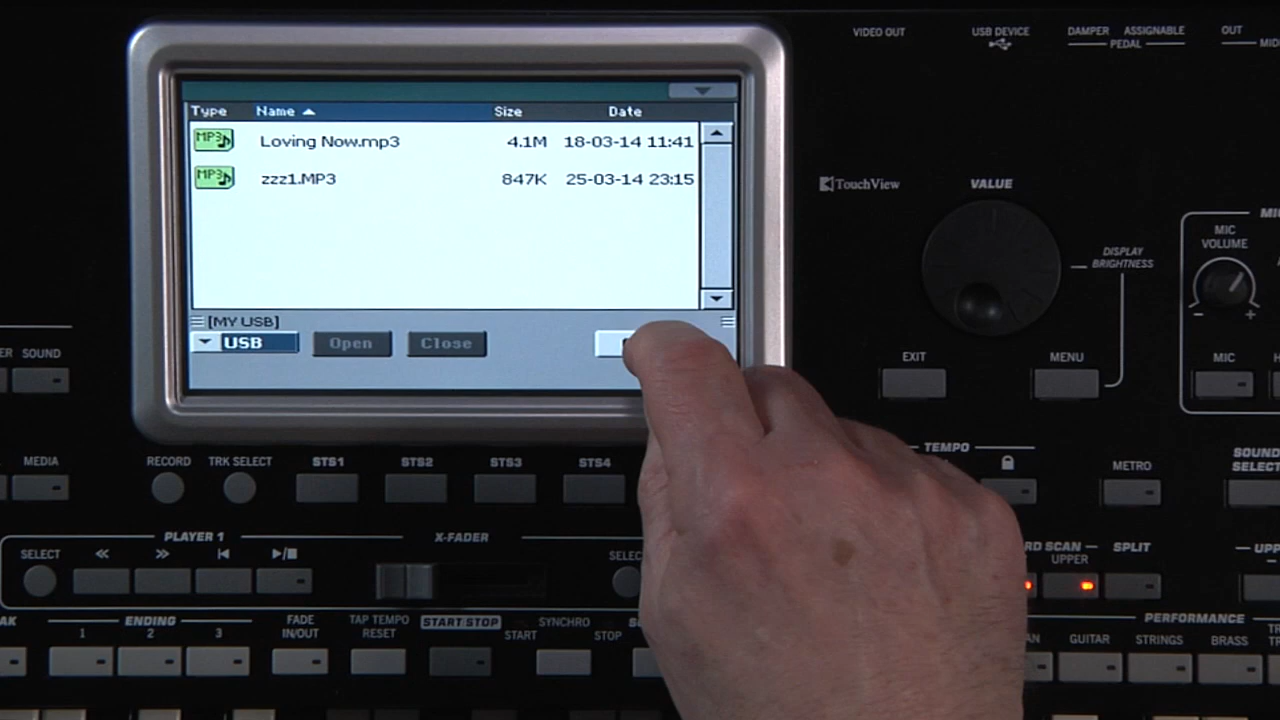 VIDEO OUT
USB DEVICE
DAMPER ASSIGNABLE
PEDAL
OUT
Type Name Size Date
MP3 Loving Now.mp3 4.1M 18-03-14 11:41
MP3 zzz1.MP3 847K 25-03-14 23:15
[MY USB]
USB Open Close
TouchView
VALUE
DISPLAY
BRIGHTNESS
MIC
VOLUME
- +
EXIT
MENU
MIC
SOUND
MEDIA
RECORD
TRK SELECT
STS1
STS2
STS3
STS4
TEMPO
METRO
SOUND
SELECT
PLAYER 1
X-FADER
SELECT
UPPER
SPLIT
ENDING
1 2 3
FADE
IN/OUT
TAP TEMPO
RESET
START STOP
SYNCHRO
START STOP
PERFORMANCE
GUITAR
STRINGS
BRASS